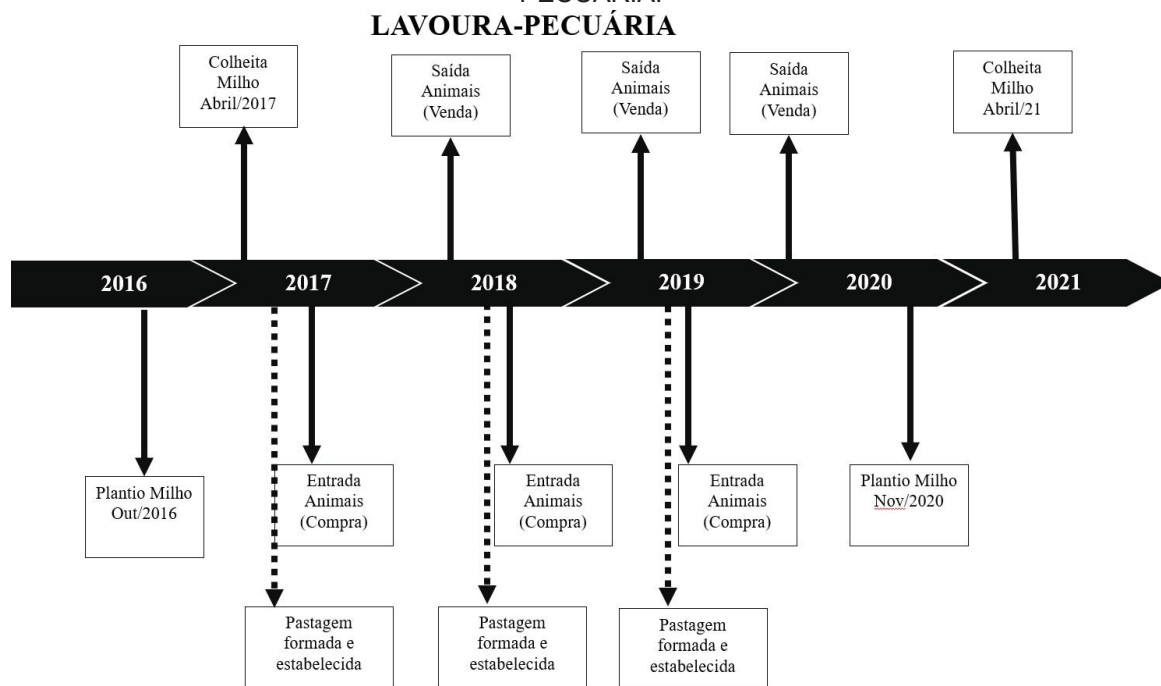 PECUÁRIA.
LAVOURA-PECUÁRIA
Colheita
Milho
Abril/2017
Saída
Animais
(Venda)
Saída
Animais
(Venda)
Saída
Animais
(Venda)
Colheita
Milho
Abril/21
2016
2017
2018
2019
2020
2021
Plantio Milho
Out/2016
Entrada
Animais
(Compra)
Entrada
Animais
(Compra)
Entrada
Animais
(Compra)
Plantio Milho
Nov/2020
Pastagem
formada e
estabelecida
Pastagem
formada e
estabelecida
Pastagem
formada e
estabelecida